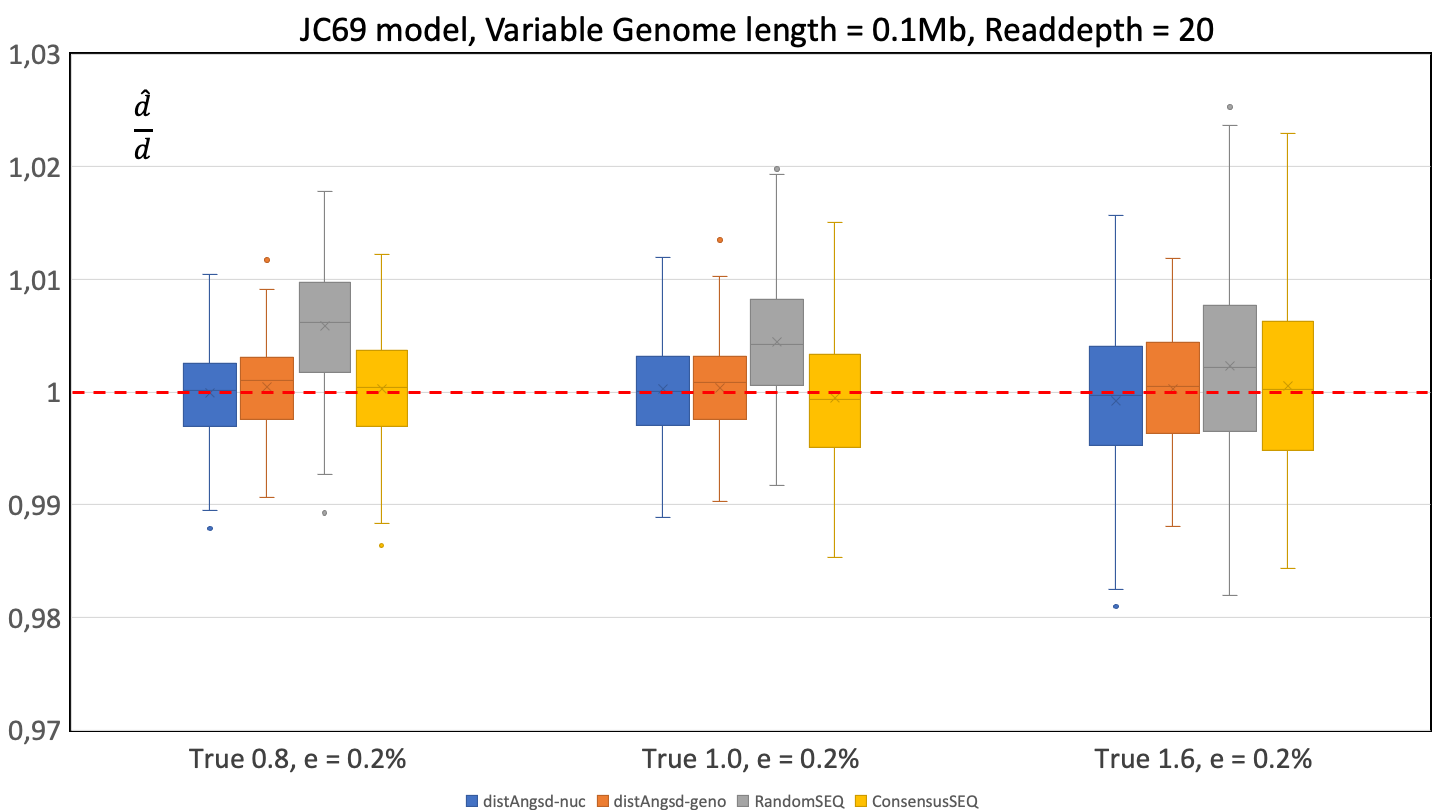 JC69 model, Variable Genome length = 0.1Mb, Readdepth = 20
1,03
d̂
d
1,02
1,01
1
0,99
0,98
0,97
True 0.8, e = 0.2% True 1.0, e = 0.2% True 1.6, e = 0.2%
distAngsd-nuc distAngsd-geno RandomSEQ ConsensusSEQ